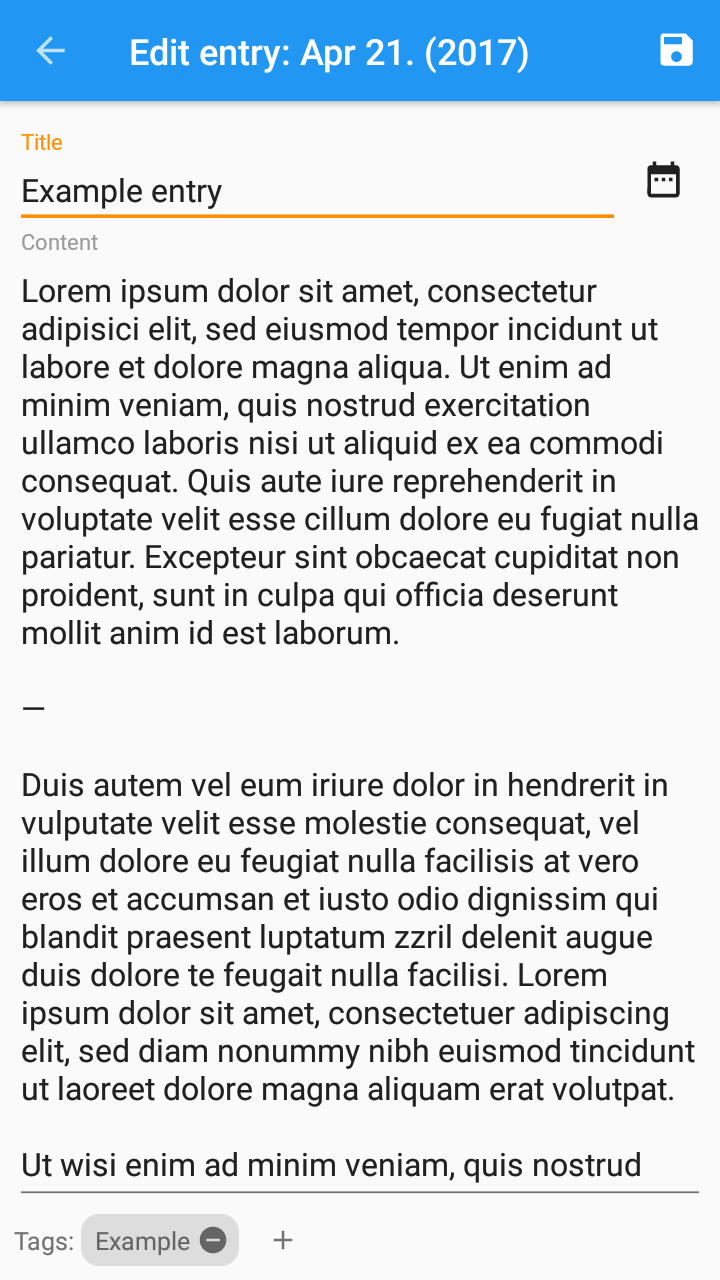 Edit entry: Apr 21. (2017)
Title
Example entry
Content
Lorem ipsum dolor sit amet, consectetur
adipisici elit, sed eiusmod tempor incidunt ut
labore et dolore magna aliqua. Ut enim ad
minim veniam, quis nostrud exercitation
ullamco laboris nisi ut aliquid ex ea commodi
consequat. Quis aute iure reprehenderit in
voluptate velit esse cillum dolore eu fugiat nulla
pariatur. Excepteur sint obcaecat cupiditat non
proident, sunt in culpa qui officia deserunt
mollit anim id est laborum.
—
Duis autem vel eum iriure dolor in hendrerit in
vulputate velit esse molestie consequat, vel
illum dolore eu feugiat nulla facilisis at vero
eros et accumsan et iusto odio dignissim qui
blandit praesent luptatum zzril delenit augue
duis dolore te feugait nulla facilisi. Lorem
ipsum dolor sit amet, consectetuer adipiscing
elit, sed diam nonummy nibh euismod tincidunt
ut laoreet dolore magna aliquam erat volutpat.
Ut wisi enim ad minim veniam, quis nostrud
Tags: Example